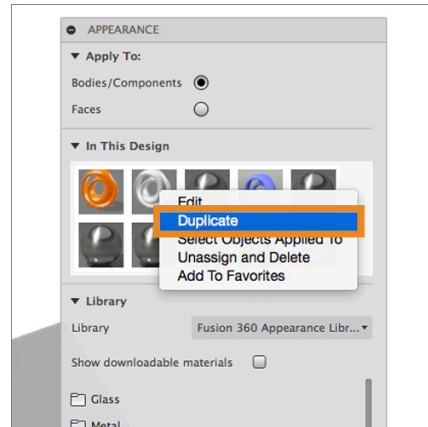 APPEARANCE
Apply To:
Bodies/Components
Faces
In This Design
Edit
Duplicate
Select Objects Applied To
Unassign and Delete
Add To Favorites
Library
Library Fusion 360 Appearance Libr...
Show downloadable materials
Glass
Metal